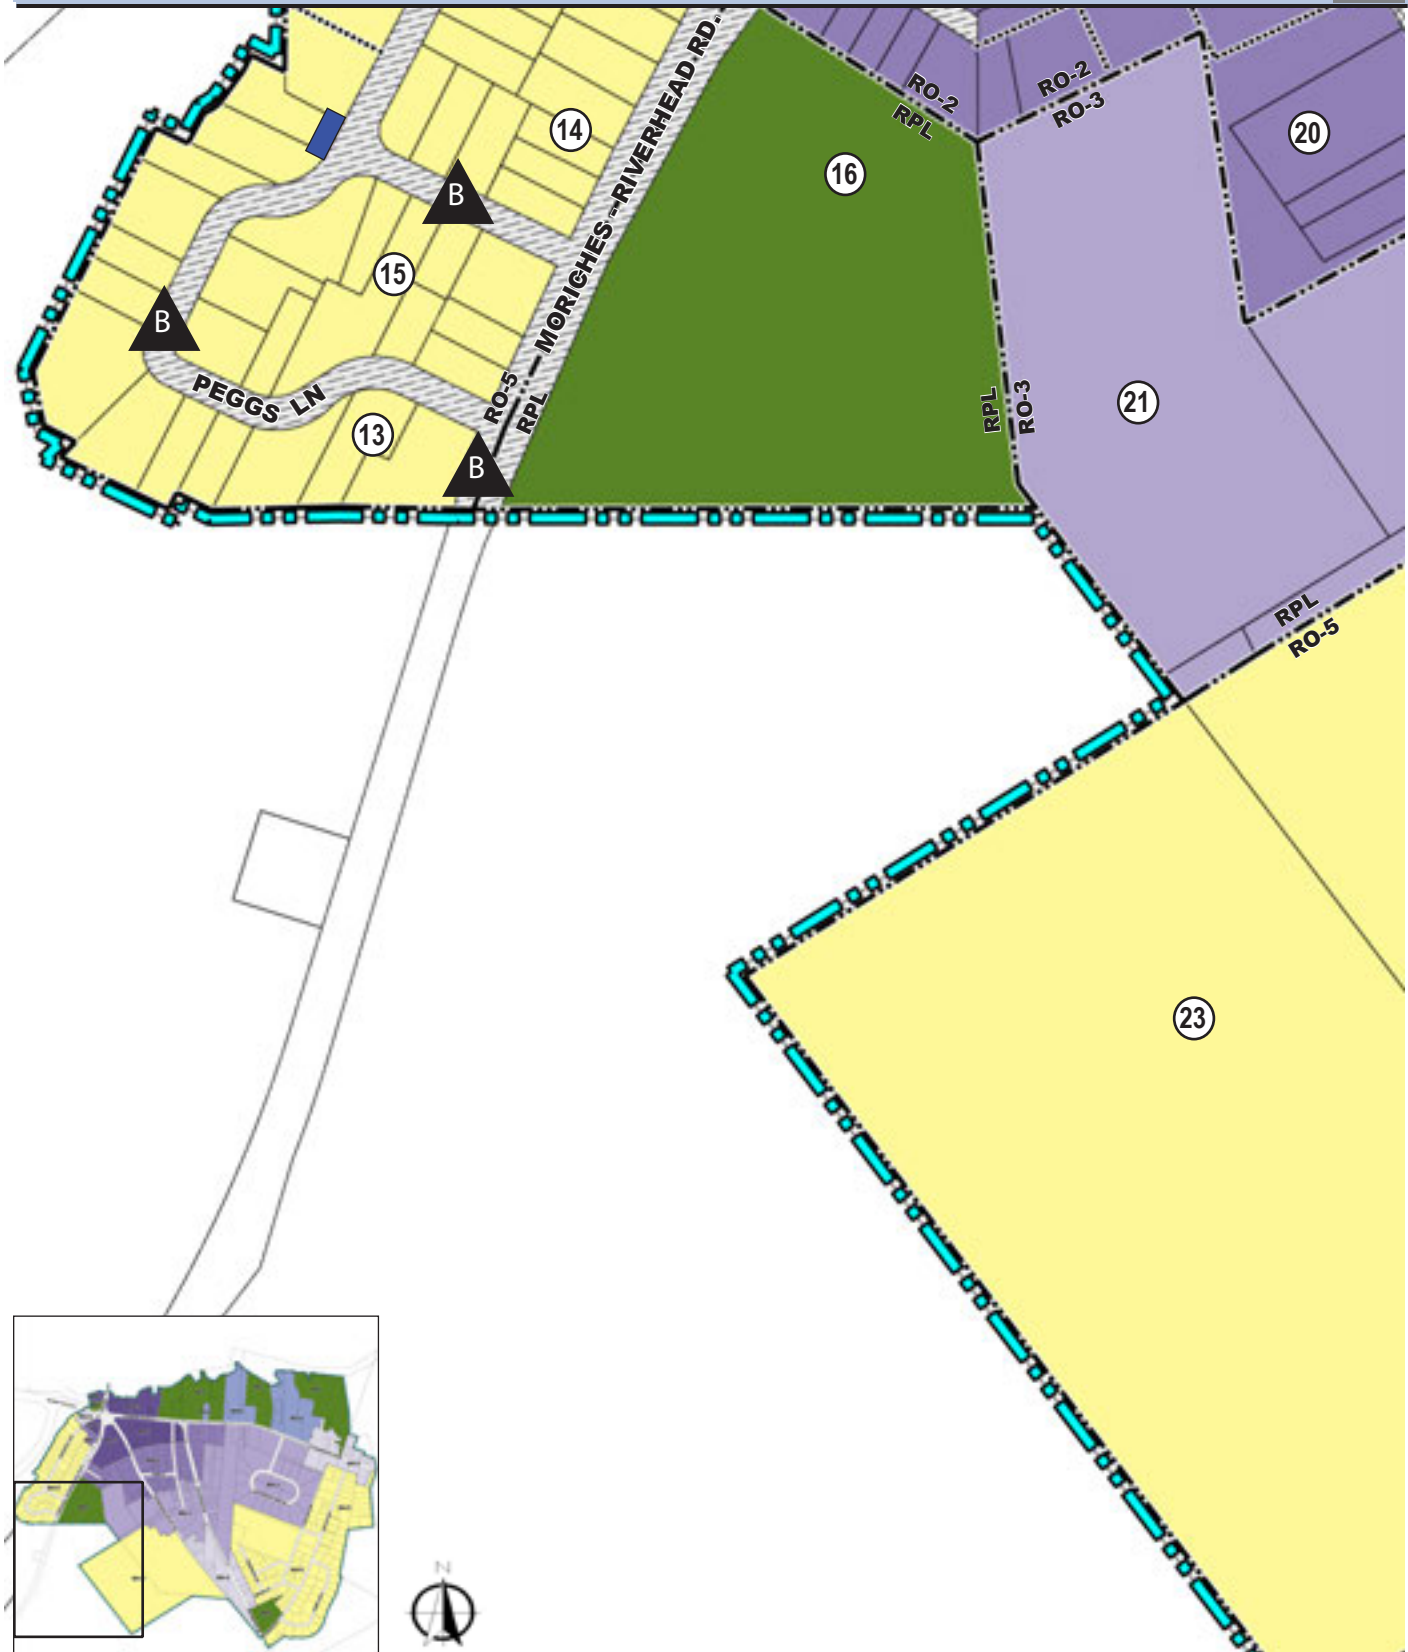 MORICHES - RIVERHEAD RD.
14
16
20
RO-2
RPL
RO-2
RO-3
B
15
B
PEGGS LN
RO-5
RPL
13
B
RPL
RO-3
21
RPL
RO-5
23
N